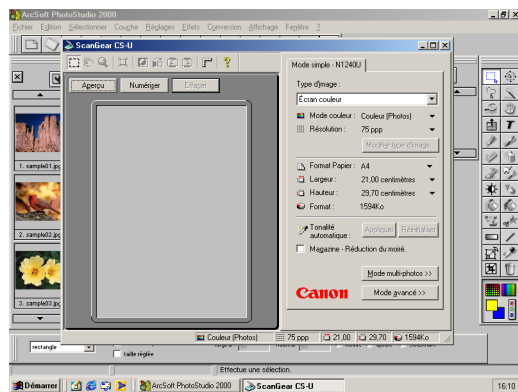 ArcSoft PhotoStudio 2000
Fichier Edition Sélectionner Couche Réglages Effets Conversion Affichage Fenêtre ?
ScanGear CS-U
Aperçu Numériser Effacer
Mode simple - N1240U
Type d'image :
Écran couleur
Mode couleur : Couleur (Photos)
Résolution : 75 ppp
Modifier type d'image...
Format Papier : A4
Largeur : 21,00 centimètres
Hauteur : 29,70 centimètres
Format : 1594Ko
Tonalité automatique : Appliquer Réinitialiser
Magazine - Réduction du moiré.
Mode multi-photos >>
Canon Mode avancé >>
1. sample01.jpg
2. sample02.jpg
3. sample03.jpg
Couleur (Photos) 75 ppp 21,00 29,70 1594Ko
rectangle
taille réglée
Effectue une sélection.
Démarrer ArcSoft PhotoStudio 2000 ScanGear CS-U 16:10